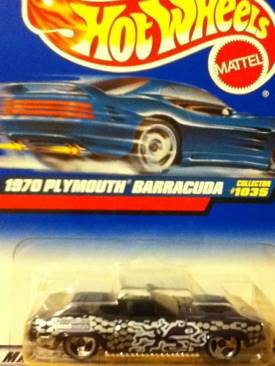 Hot Wheels
MATTEL
1970 PLYMOUTH BARRACUDA
COLLECTOR
#1035